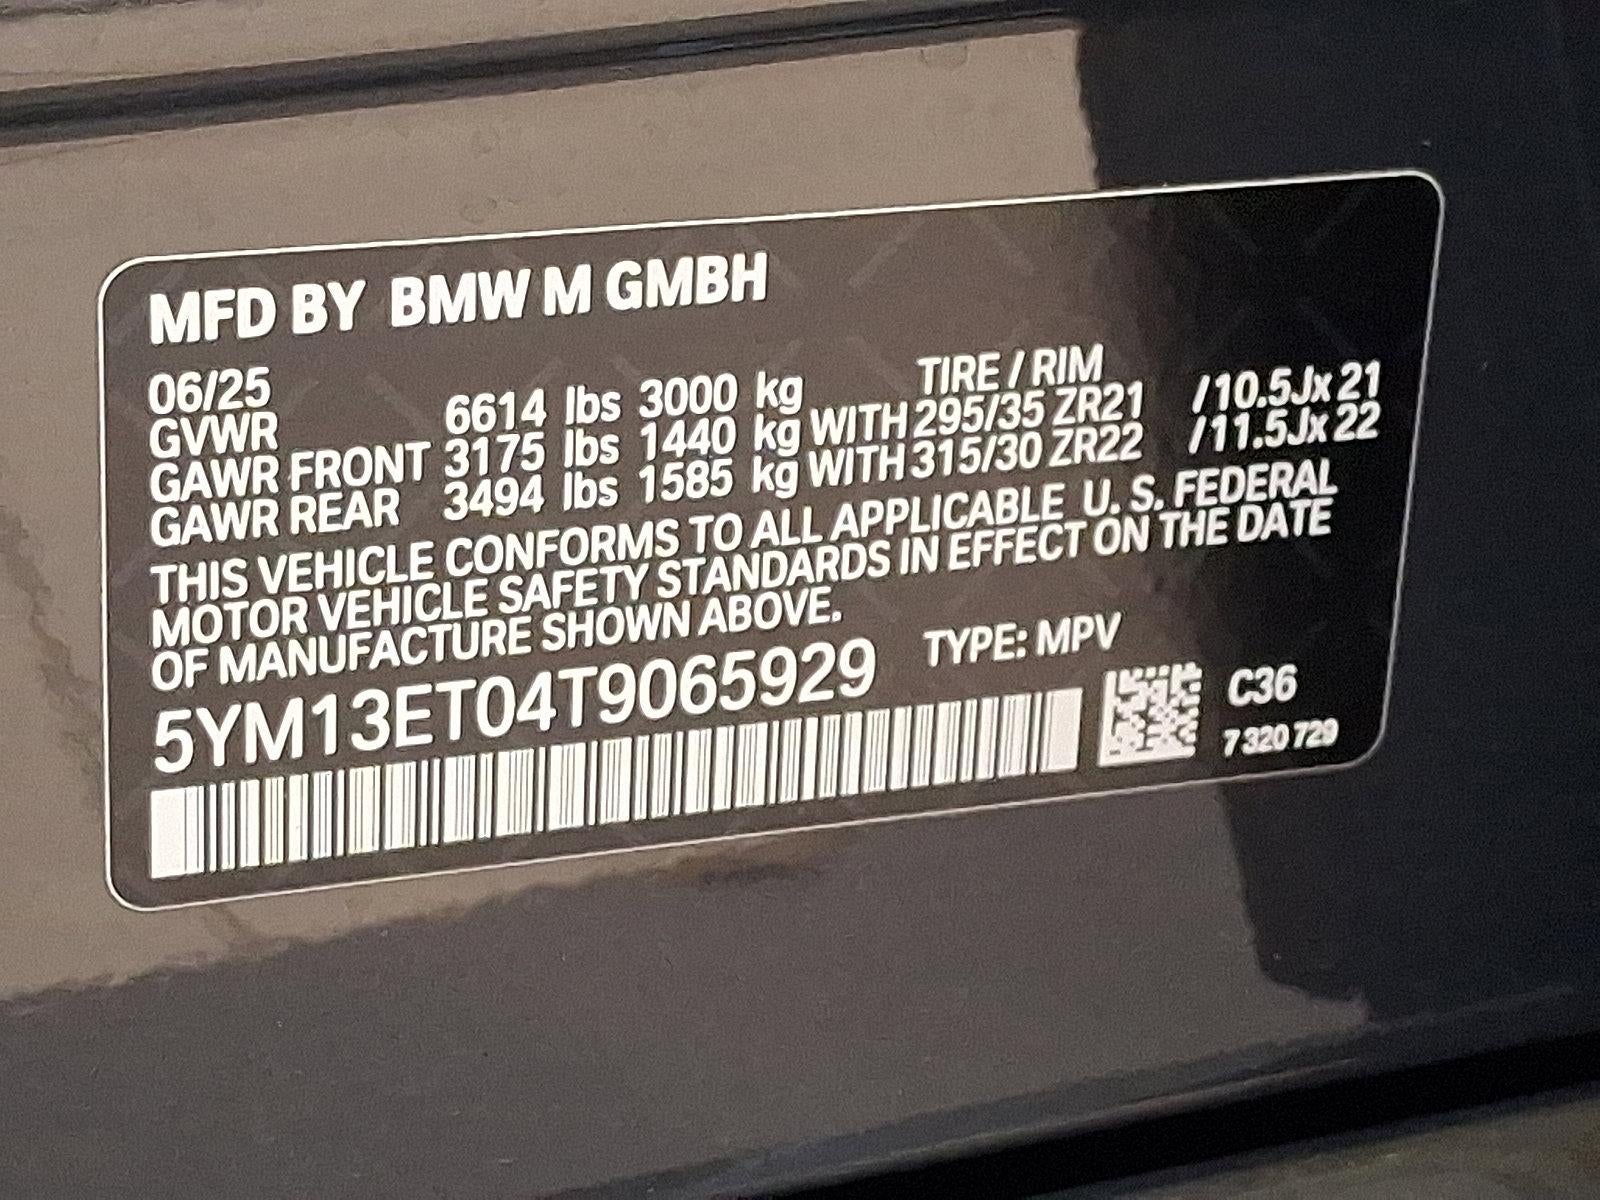 MFD BY BMW M GMBH
06/25 TIRE / RIM
GVWR 6614 lbs 3000 kg
GAWR FRONT 3175 lbs 1440 kg WITH 295/35 ZR21 /10.5Jx 21
GAWR REAR 3494 lbs 1585 kg WITH 315/30 ZR22 /11.5Jx 22
THIS VEHICLE CONFORMS TO ALL APPLICABLE U. S. FEDERAL
MOTOR VEHICLE SAFETY STANDARDS IN EFFECT ON THE DATE
OF MANUFACTURE SHOWN ABOVE.
5YM13ET04T9065929 TYPE: MPV
C36
7 320 729